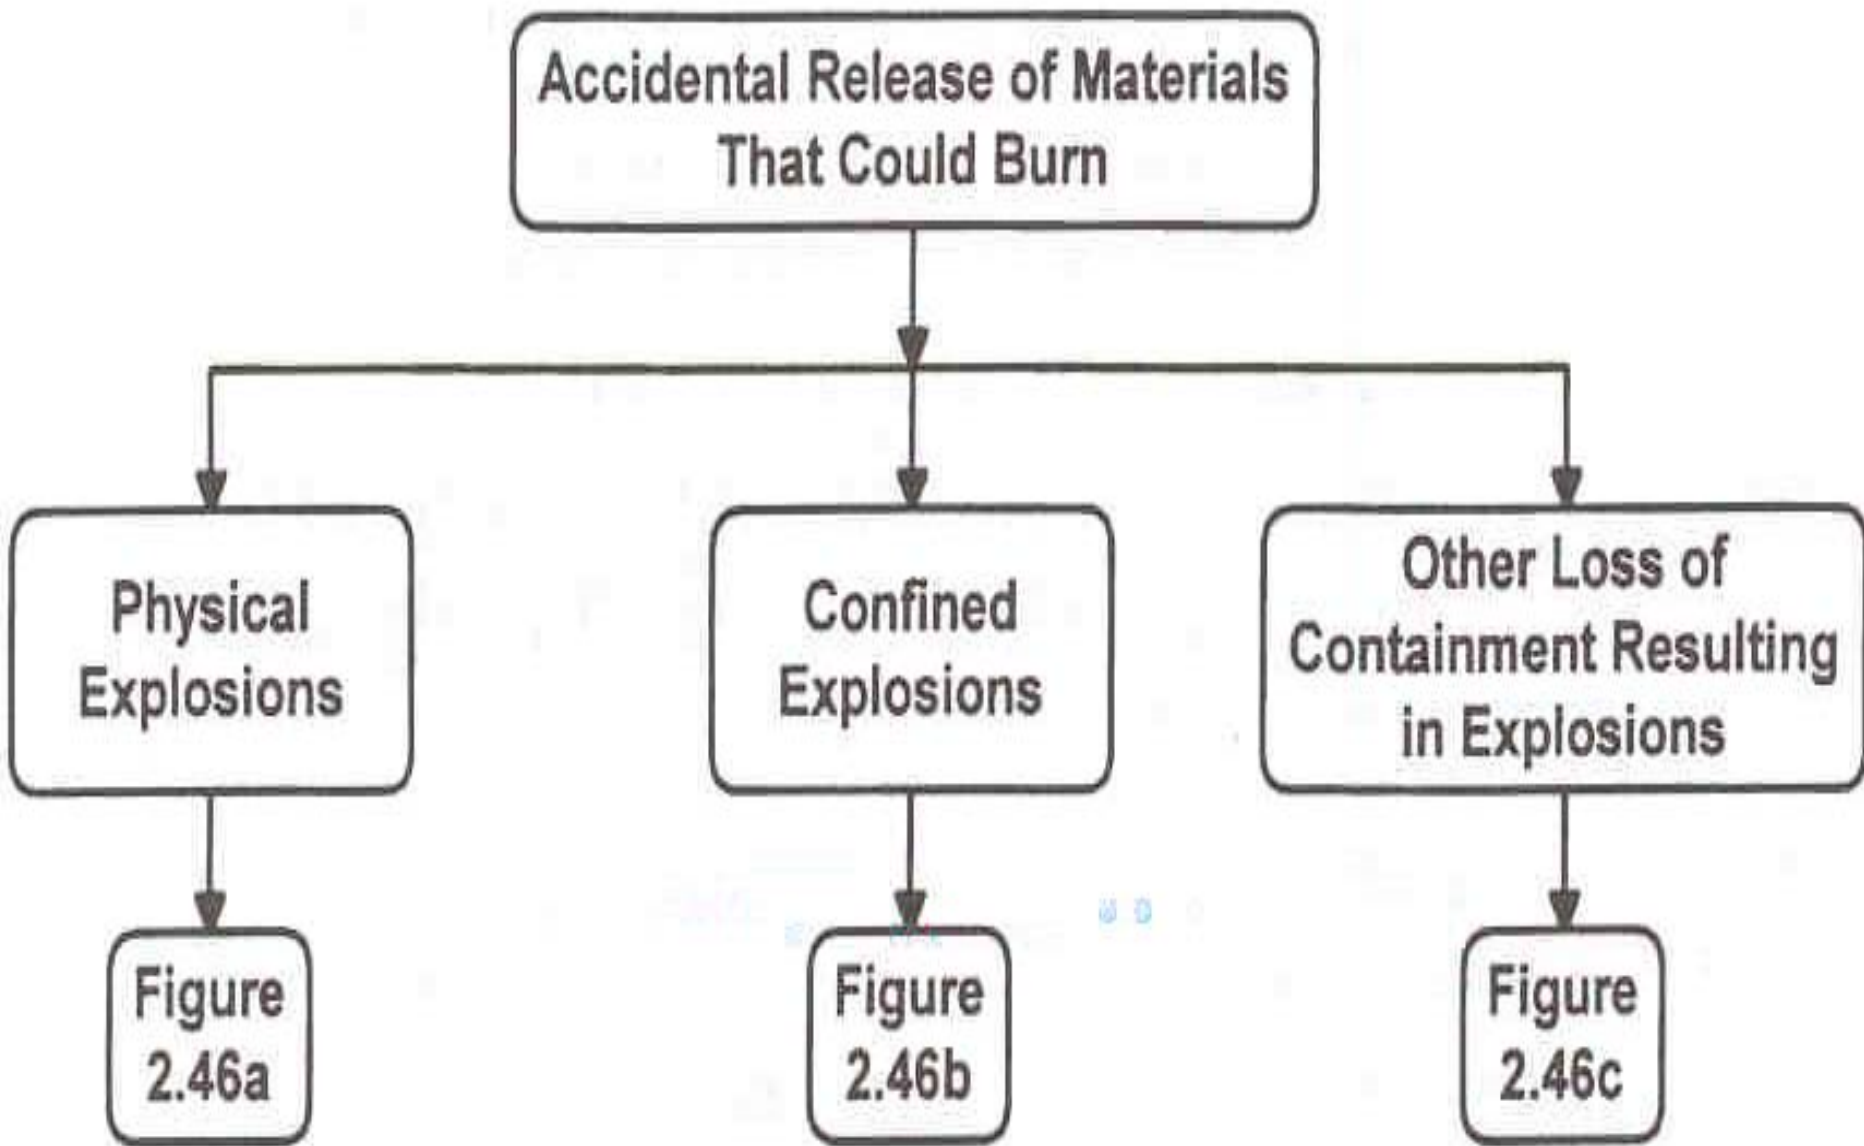 Accidental Release of Materials
That Could Burn
Physical
Explosions
Confined
Explosions
Other Loss of
Containment Resulting
in Explosions
Figure
2.46a
Figure
2.46b
Figure
2.46c